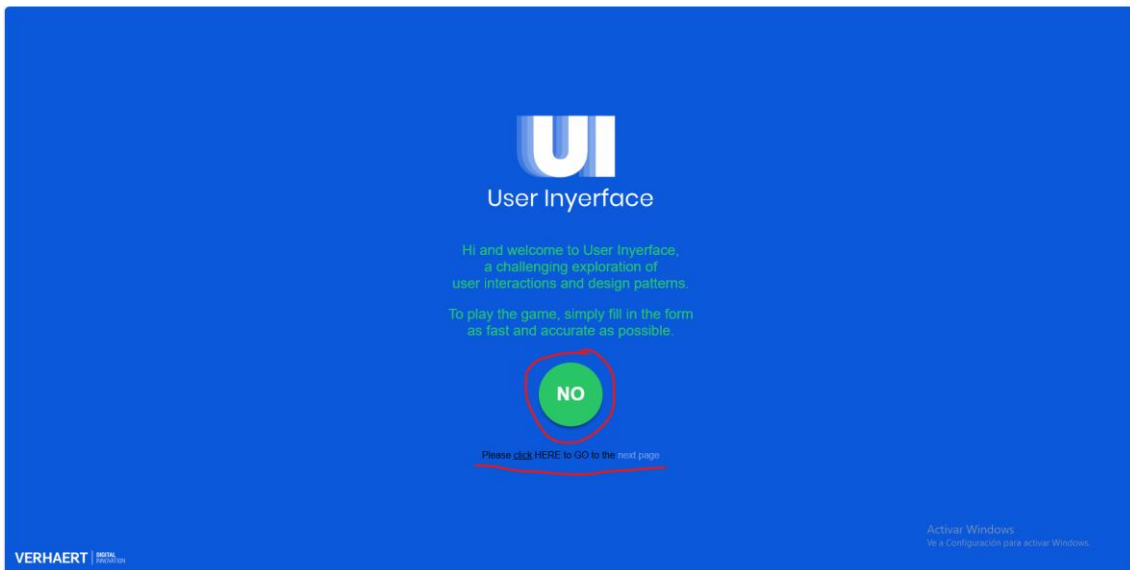 UI
User Inyerface
Hi and welcome to User Inyerface,
a challenging exploration of
user interactions and design patterns.
To play the game, simply fill in the form
as fast and accurate as possible.
NO
Please click HERE to GO to the next page
Activar Windows
Ve a Configuración para activar Windows.
VERHAERT DIGITAL
INNOVATION